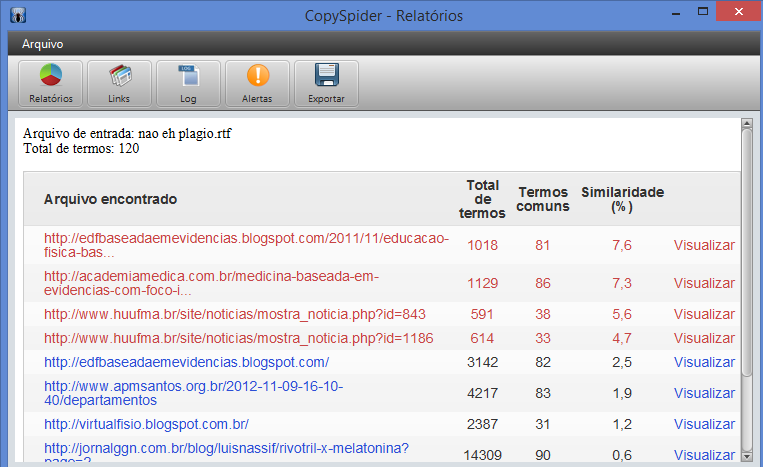 CopySpider - Relatórios
Arquivo
Relatórios Links Log Alertas Exportar
Arquivo de entrada: nao eh plagio.rtf
Total de termos: 120
Arquivo encontrado Total de termos Termos comuns Similaridade (%)
http://edfbaseadaemevidencias.blogspot.com/2011/11/educacao-fisica-bas... 1018 81 7,6 Visualizar
http://academiamedica.com.br/medicina-baseada-em-evidencias-com-foco-i... 1129 86 7,3 Visualizar
http://www.huufma.br/site/noticias/mostra_noticia.php?id=843 591 38 5,6 Visualizar
http://www.huufma.br/site/noticias/mostra_noticia.php?id=1186 614 33 4,7 Visualizar
http://edfbaseadaemevidencias.blogspot.com/ 3142 82 2,5 Visualizar
http://www.apmsantos.org.br/2012-11-09-16-10-40/departamentos 4217 83 1,9 Visualizar
http://virtualfisio.blogspot.com.br/ 2387 31 1,2 Visualizar
http://jornalggn.com.br/blog/luisnassif/rivotril-x-melatonina? 14309 90 0,6 Visualizar